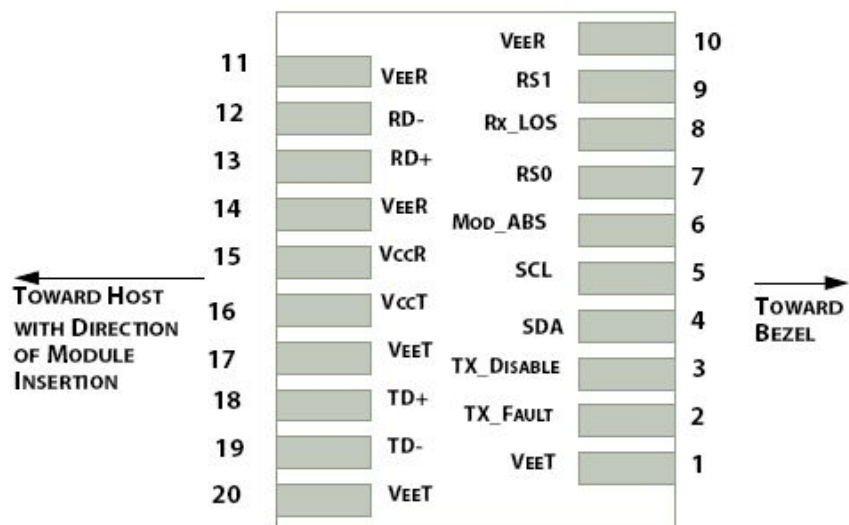 VEER 10
11 VEER
RS1 9
12 RD-
Rx_LOS 8
13 RD+
RS0 7
14 VEER
MOD_ABS 6
15 VccR
SCL 5
TOWARD HOST
WITH DIRECTION
OF MODULE
INSERTION
16 VccT
SDA 4
TOWARD
BEZEL
17 VEET
TX_DISABLE 3
18 TD+
TX_FAULT 2
19 TD-
VEET 1
20 VEET